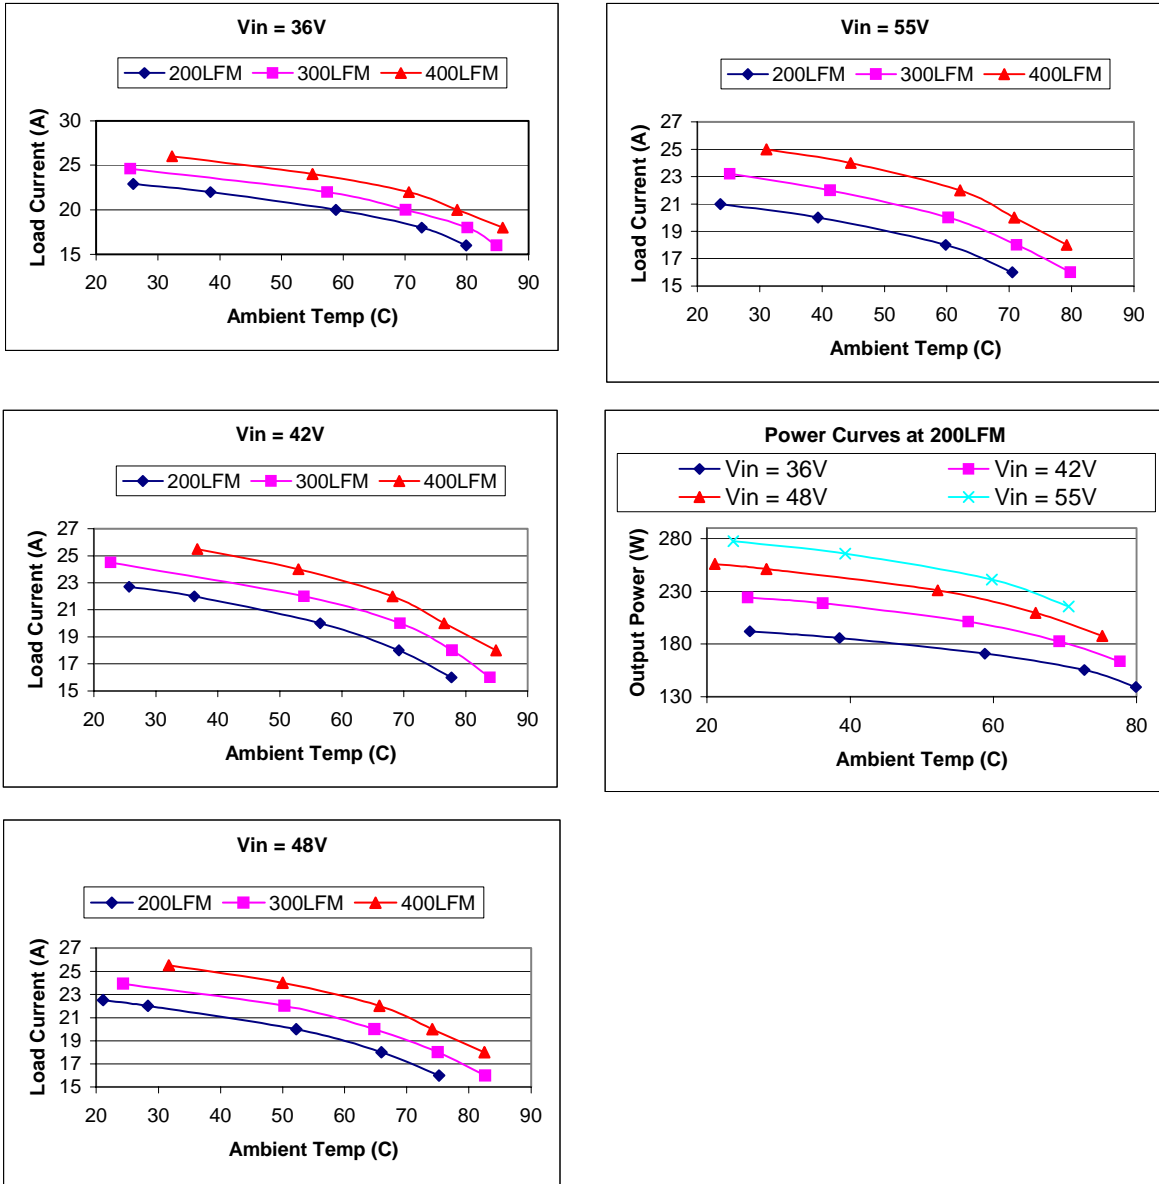 Vin = 36V
200LFM 300LFM 400LFM
Load Current (A)
30
25
20
15
20 30 40 50 60 70 80 90
Ambient Temp (C)
Vin = 55V
200LFM 300LFM 400LFM
Load Current (A)
27
25
23
21
19
17
15
20 30 40 50 60 70 80 90
Ambient Temp (C)
Vin = 42V
200LFM 300LFM 400LFM
Load Current (A)
27
25
23
21
19
17
15
20 30 40 50 60 70 80 90
Ambient Temp (C)
Power Curves at 200LFM
Vin = 36V Vin = 42V
Vin = 48V Vin = 55V
Output Power (W)
280
230
180
130
20 40 60 80
Ambient Temp (C)
Vin = 48V
200LFM 300LFM 400LFM
Load Current (A)
27
25
23
21
19
17
15
20 30 40 50 60 70 80 90
Ambient Temp (C)